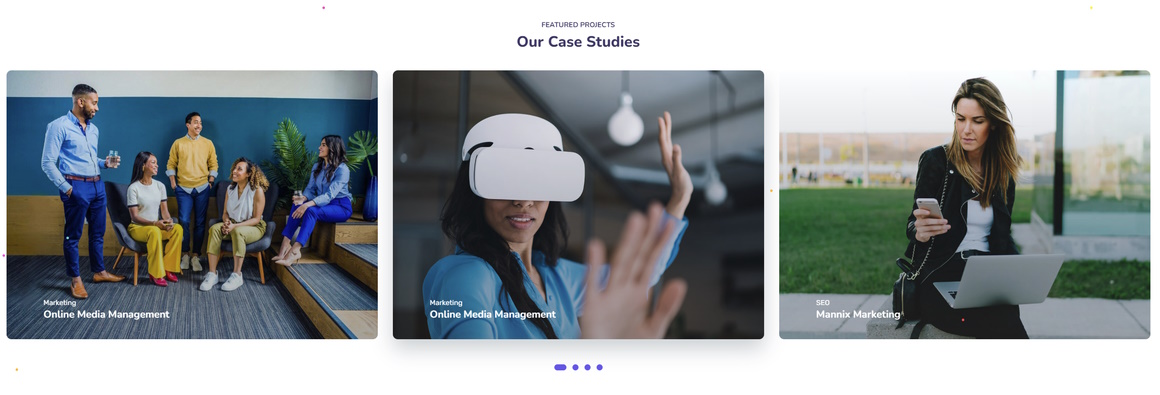 FEATURED PROJECTS
Our Case Studies
Marketing
Online Media Management
Marketing
Online Media Management
SEO
Mannix Marketing